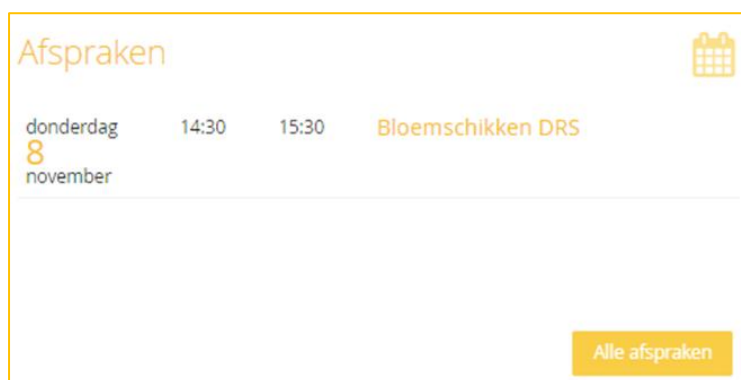 Afspraken
donderdag 14:30 15:30 Bloemschikken DRS
8
november
Alle afspraken